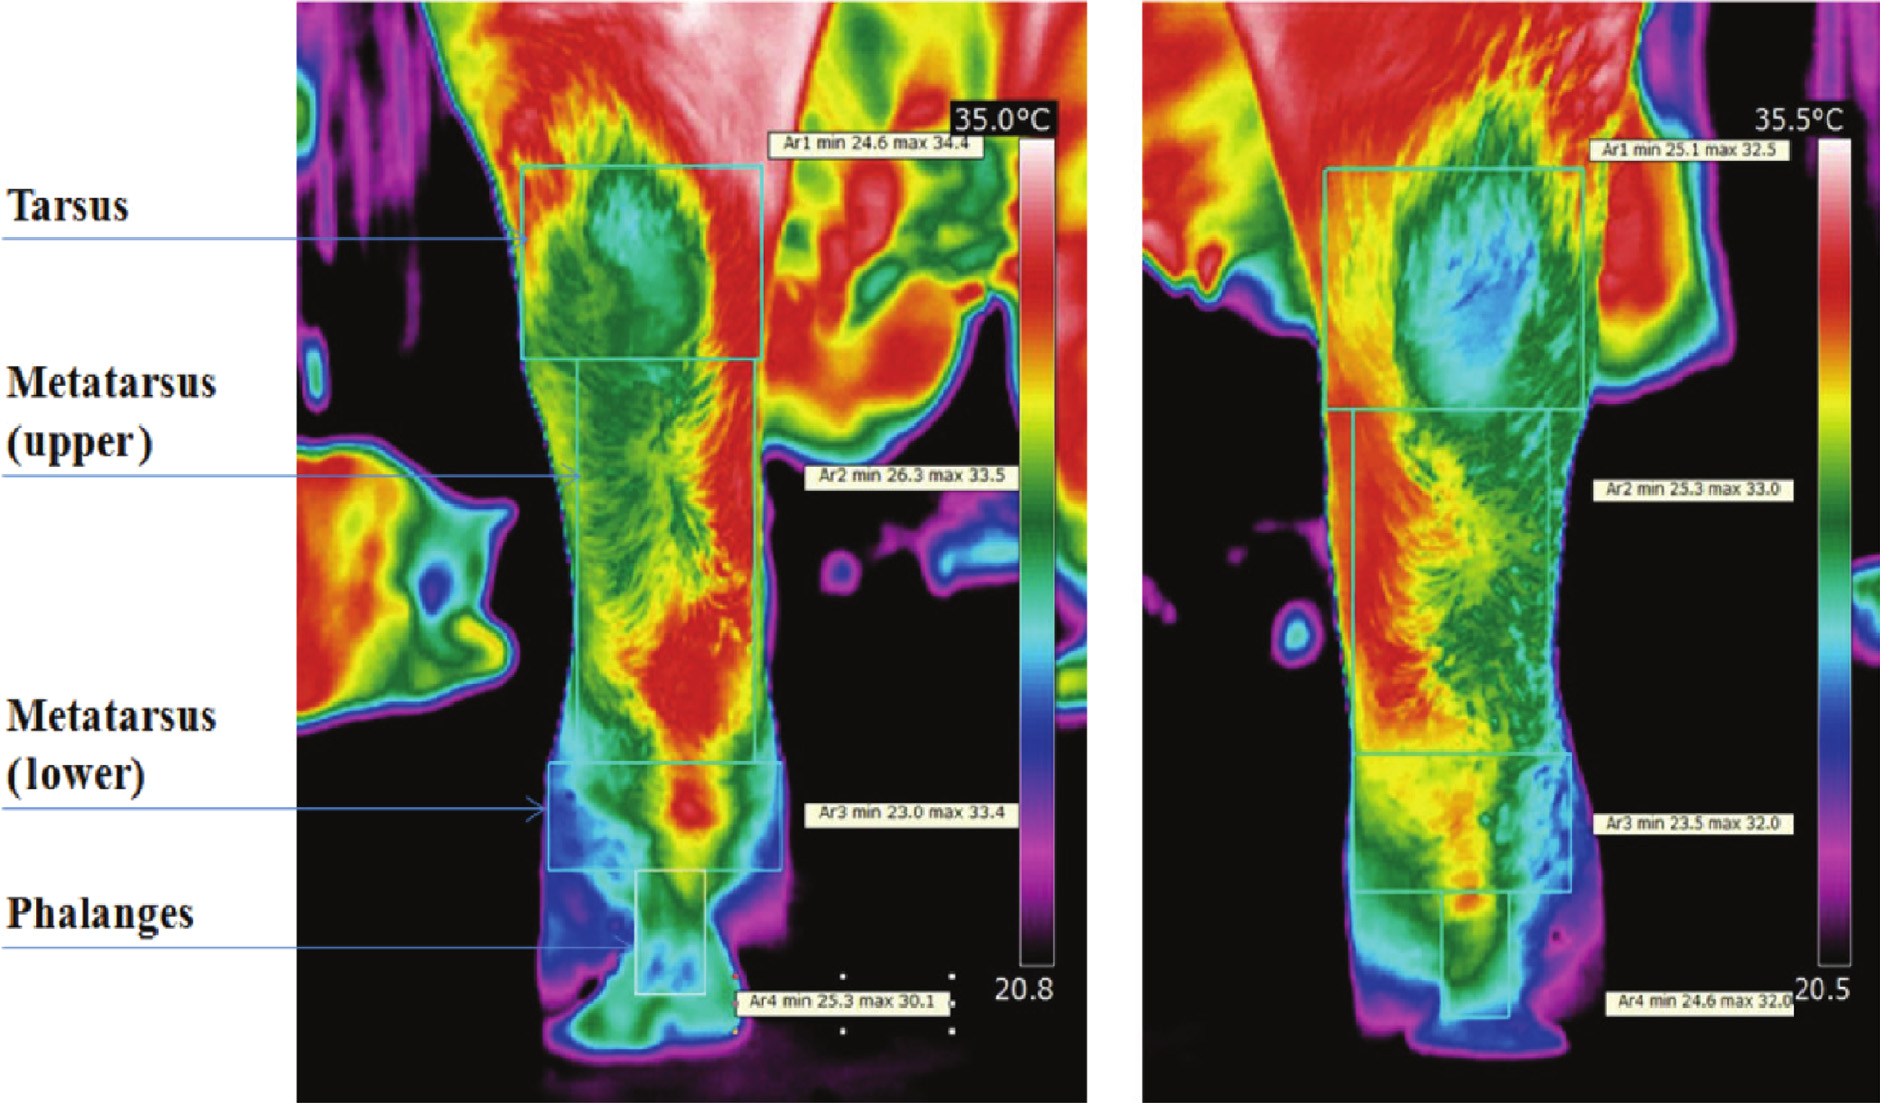 Tarsus
Metatarsus
(upper)
Metatarsus
(lower)
Phalanges
35.0°C
Ar1 min 24.6 max 34.4
Ar2 min 26.3 max 33.5
Ar3 min 23.0 max 33.4
Ar4 min 25.3 max 30.1
20.8
35.5°C
Ar1 min 25.1 max 32.5
Ar2 min 25.3 max 33.0
Ar3 min 23.5 max 32.0
Ar4 min 24.6 max 32.0
20.5